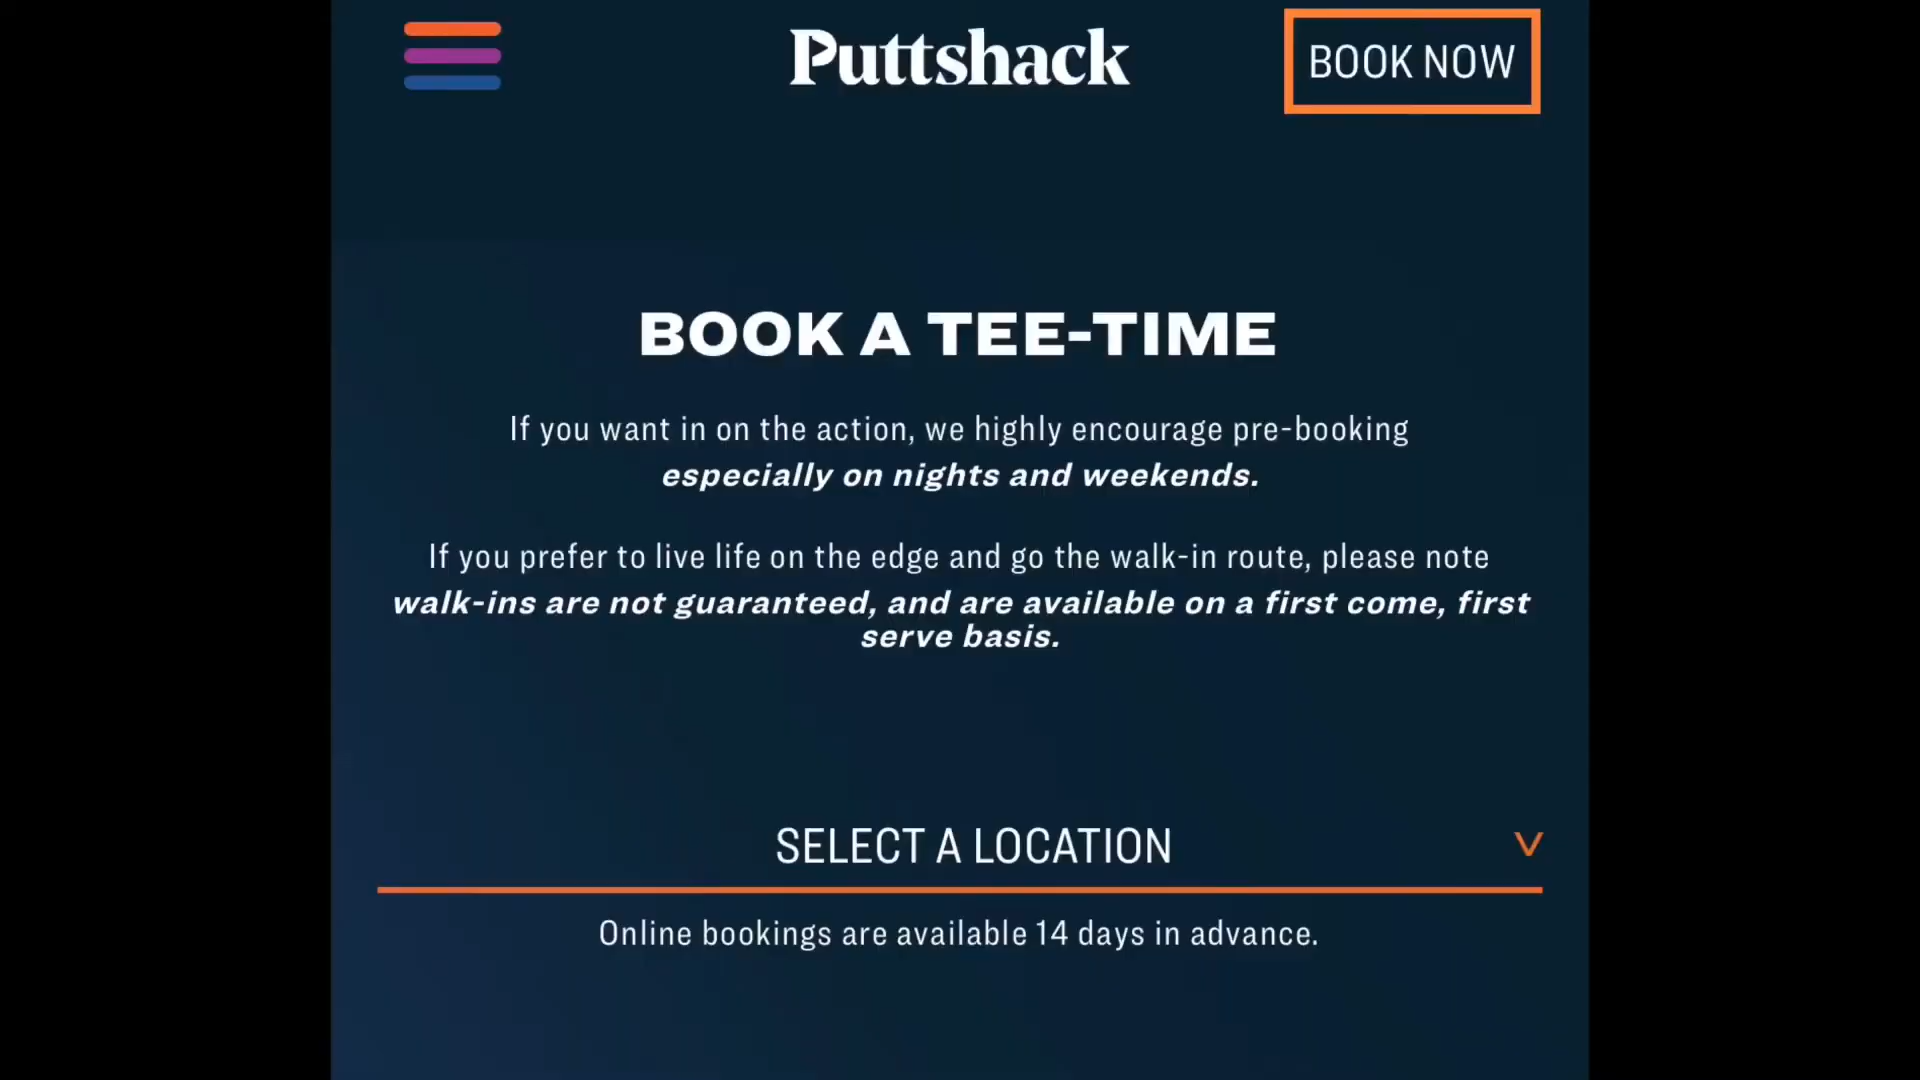 Puttshack
BOOK NOW
BOOK A TEE-TIME
If you want in on the action, we highly encourage pre-booking
especially on nights and weekends.
If you prefer to live life on the edge and go the walk-in route, please note
walk-ins are not guaranteed, and are available on a first come, first
serve basis.
SELECT A LOCATION
Online bookings are available 14 days in advance.